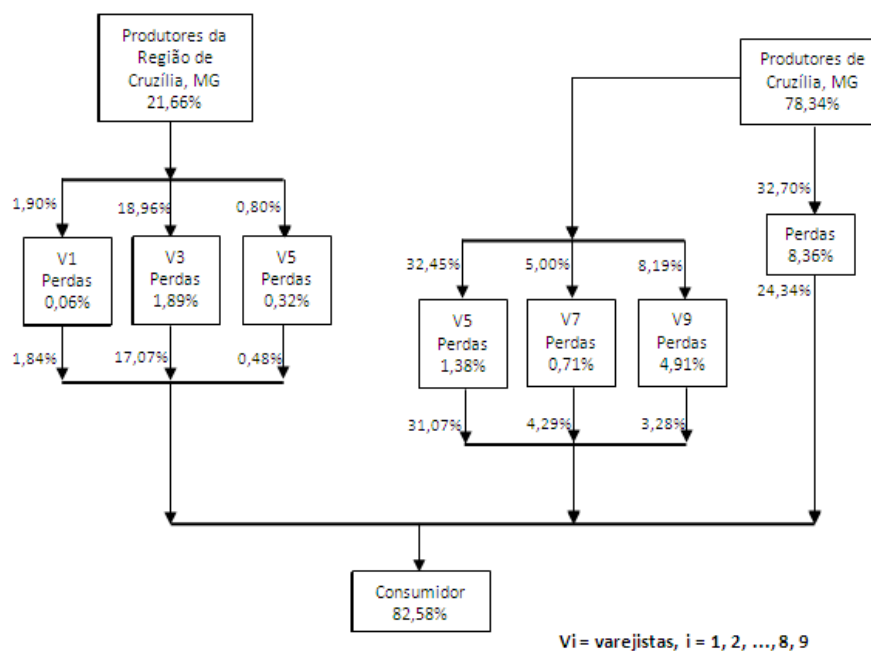 Produtores da
Região de
Cruzília, MG
21,66%
Produtores de
Cruzília, MG
78,34%
1,90%
18,96%
0,80%
32,70%
V1
Perdas
0,06%
V3
Perdas
1,89%
V5
Perdas
0,32%
Perdas
8,36%
32,45%
5,00%
8,19%
24,34%
V5
Perdas
1,38%
V7
Perdas
0,71%
V9
Perdas
4,91%
1,84%
17,07%
0,48%
31,07%
4,29%
3,28%
Consumidor
82,58%
Vi = varejistas, i = 1, 2, ..., 8, 9